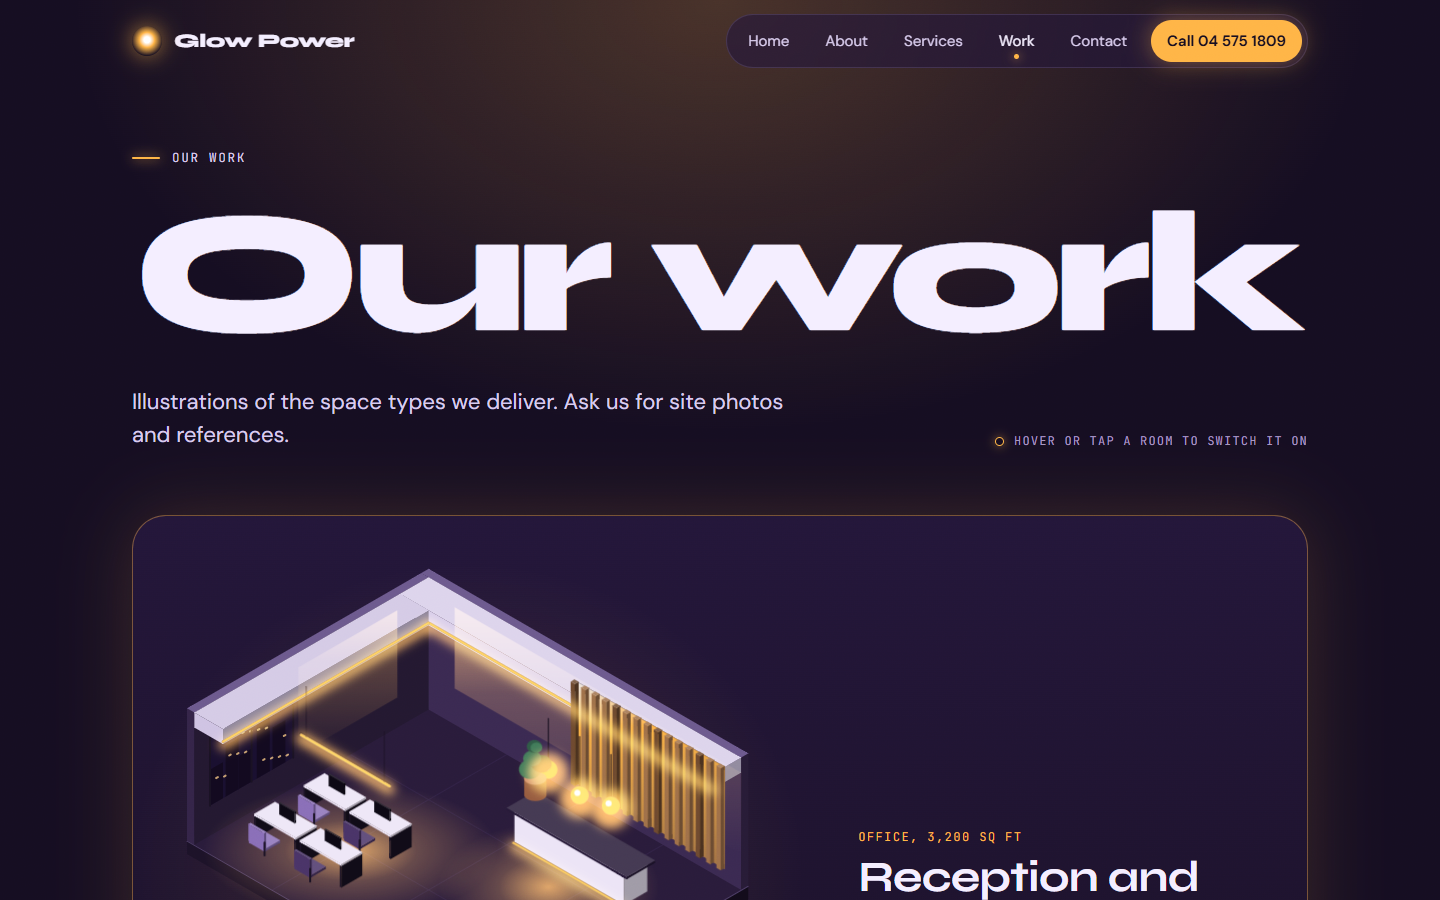 Glow Power
Home
About
Services
Work
Contact
Call 04 575 1809
OUR WORK
Our work
Illustrations of the space types we deliver. Ask us for site photos
and references.
HOVER OR TAP A ROOM TO SWITCH IT ON
OFFICE, 3,200 SQ FT
Reception and